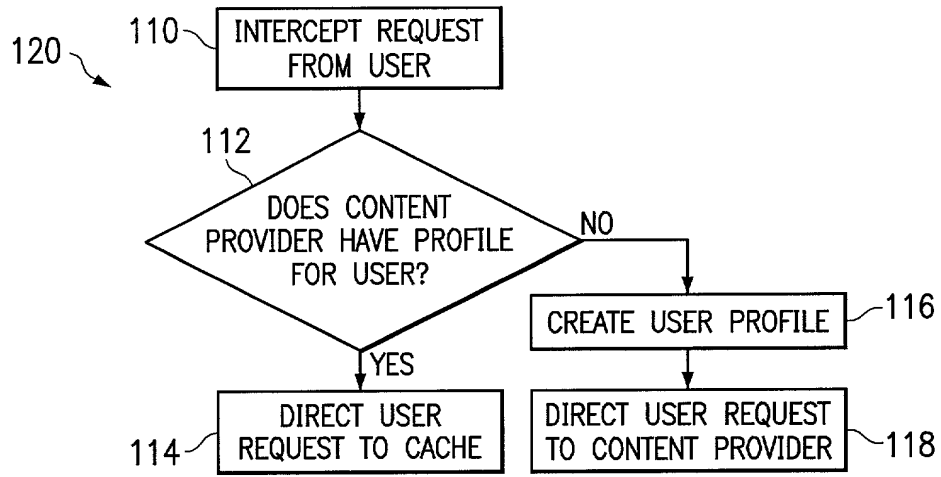 120
110
INTERCEPT REQUEST
FROM USER
112
DOES CONTENT
PROVIDER HAVE PROFILE
FOR USER?
NO
YES
CREATE USER PROFILE
116
DIRECT USER
REQUEST TO CACHE
114
DIRECT USER REQUEST
TO CONTENT PROVIDER
118